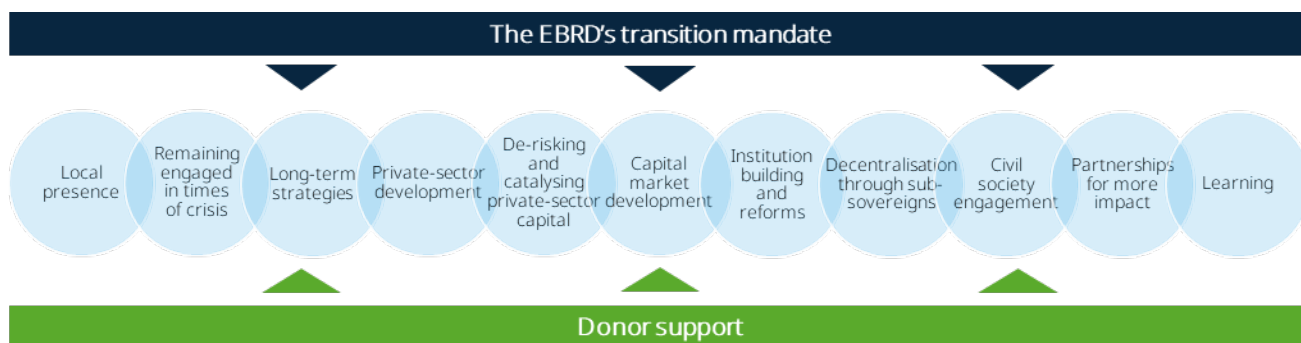 The EBRD's transition mandate
Local
presence
Remaining
engaged
in times
of crisis
Long-term
strategies
Private-sector
development
De-risking
and
catalysing
private-sector
capital
Capital
market
development
Institution
building
and
reforms
Decentralisation
through sub-
sovereigns
Civil
society
engagement
Partnerships
for more
impact
Learning
Donor support